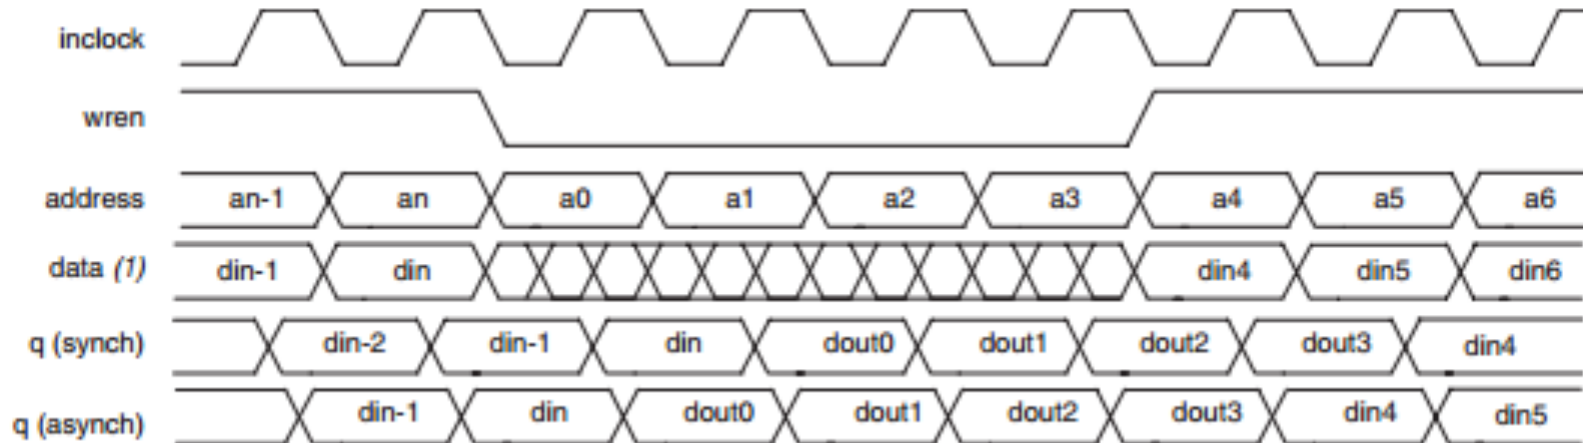 inclock
wren
address an-1 an a0 a1 a2 a3 a4 a5 a6
data (1) din-1 din din4 din5 din6
q (synch) din-2 din-1 din dout0 dout1 dout2 dout3 din4
q (asynch) din-1 din dout0 dout1 dout2 dout3 din4 din5